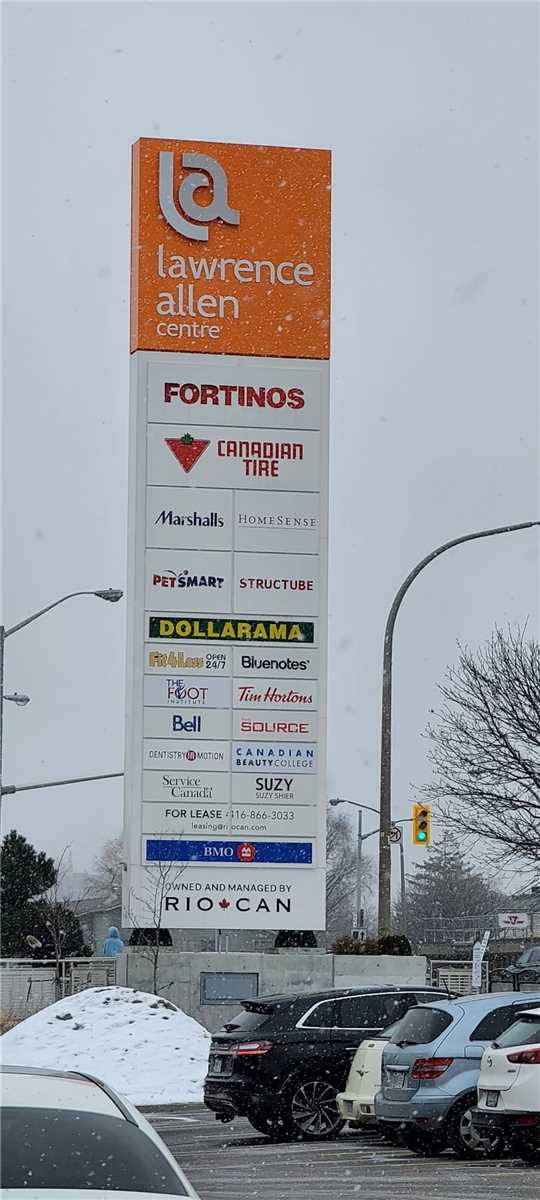 la
lawrence
allen
centre
FORTINOS
CANADIAN
TIRE
Marshalls
HOMESENSE
PETSMART
STRUCTUBE
DOLLARAMA
Fit4Less OPEN
24/7
Bluenotes
THE
FOOT
INSTITUTE
Tim Hortons
Bell
SOURCE
DENTISTRY IN MOTION
CANADIAN
BEAUTY COLLEGE
Service
Canada
SUZY
SUZY SHIER
FOR LEASE 416-866-3033
leasing@riocan.com
BMO
OWNED AND MANAGED BY
RIO CAN